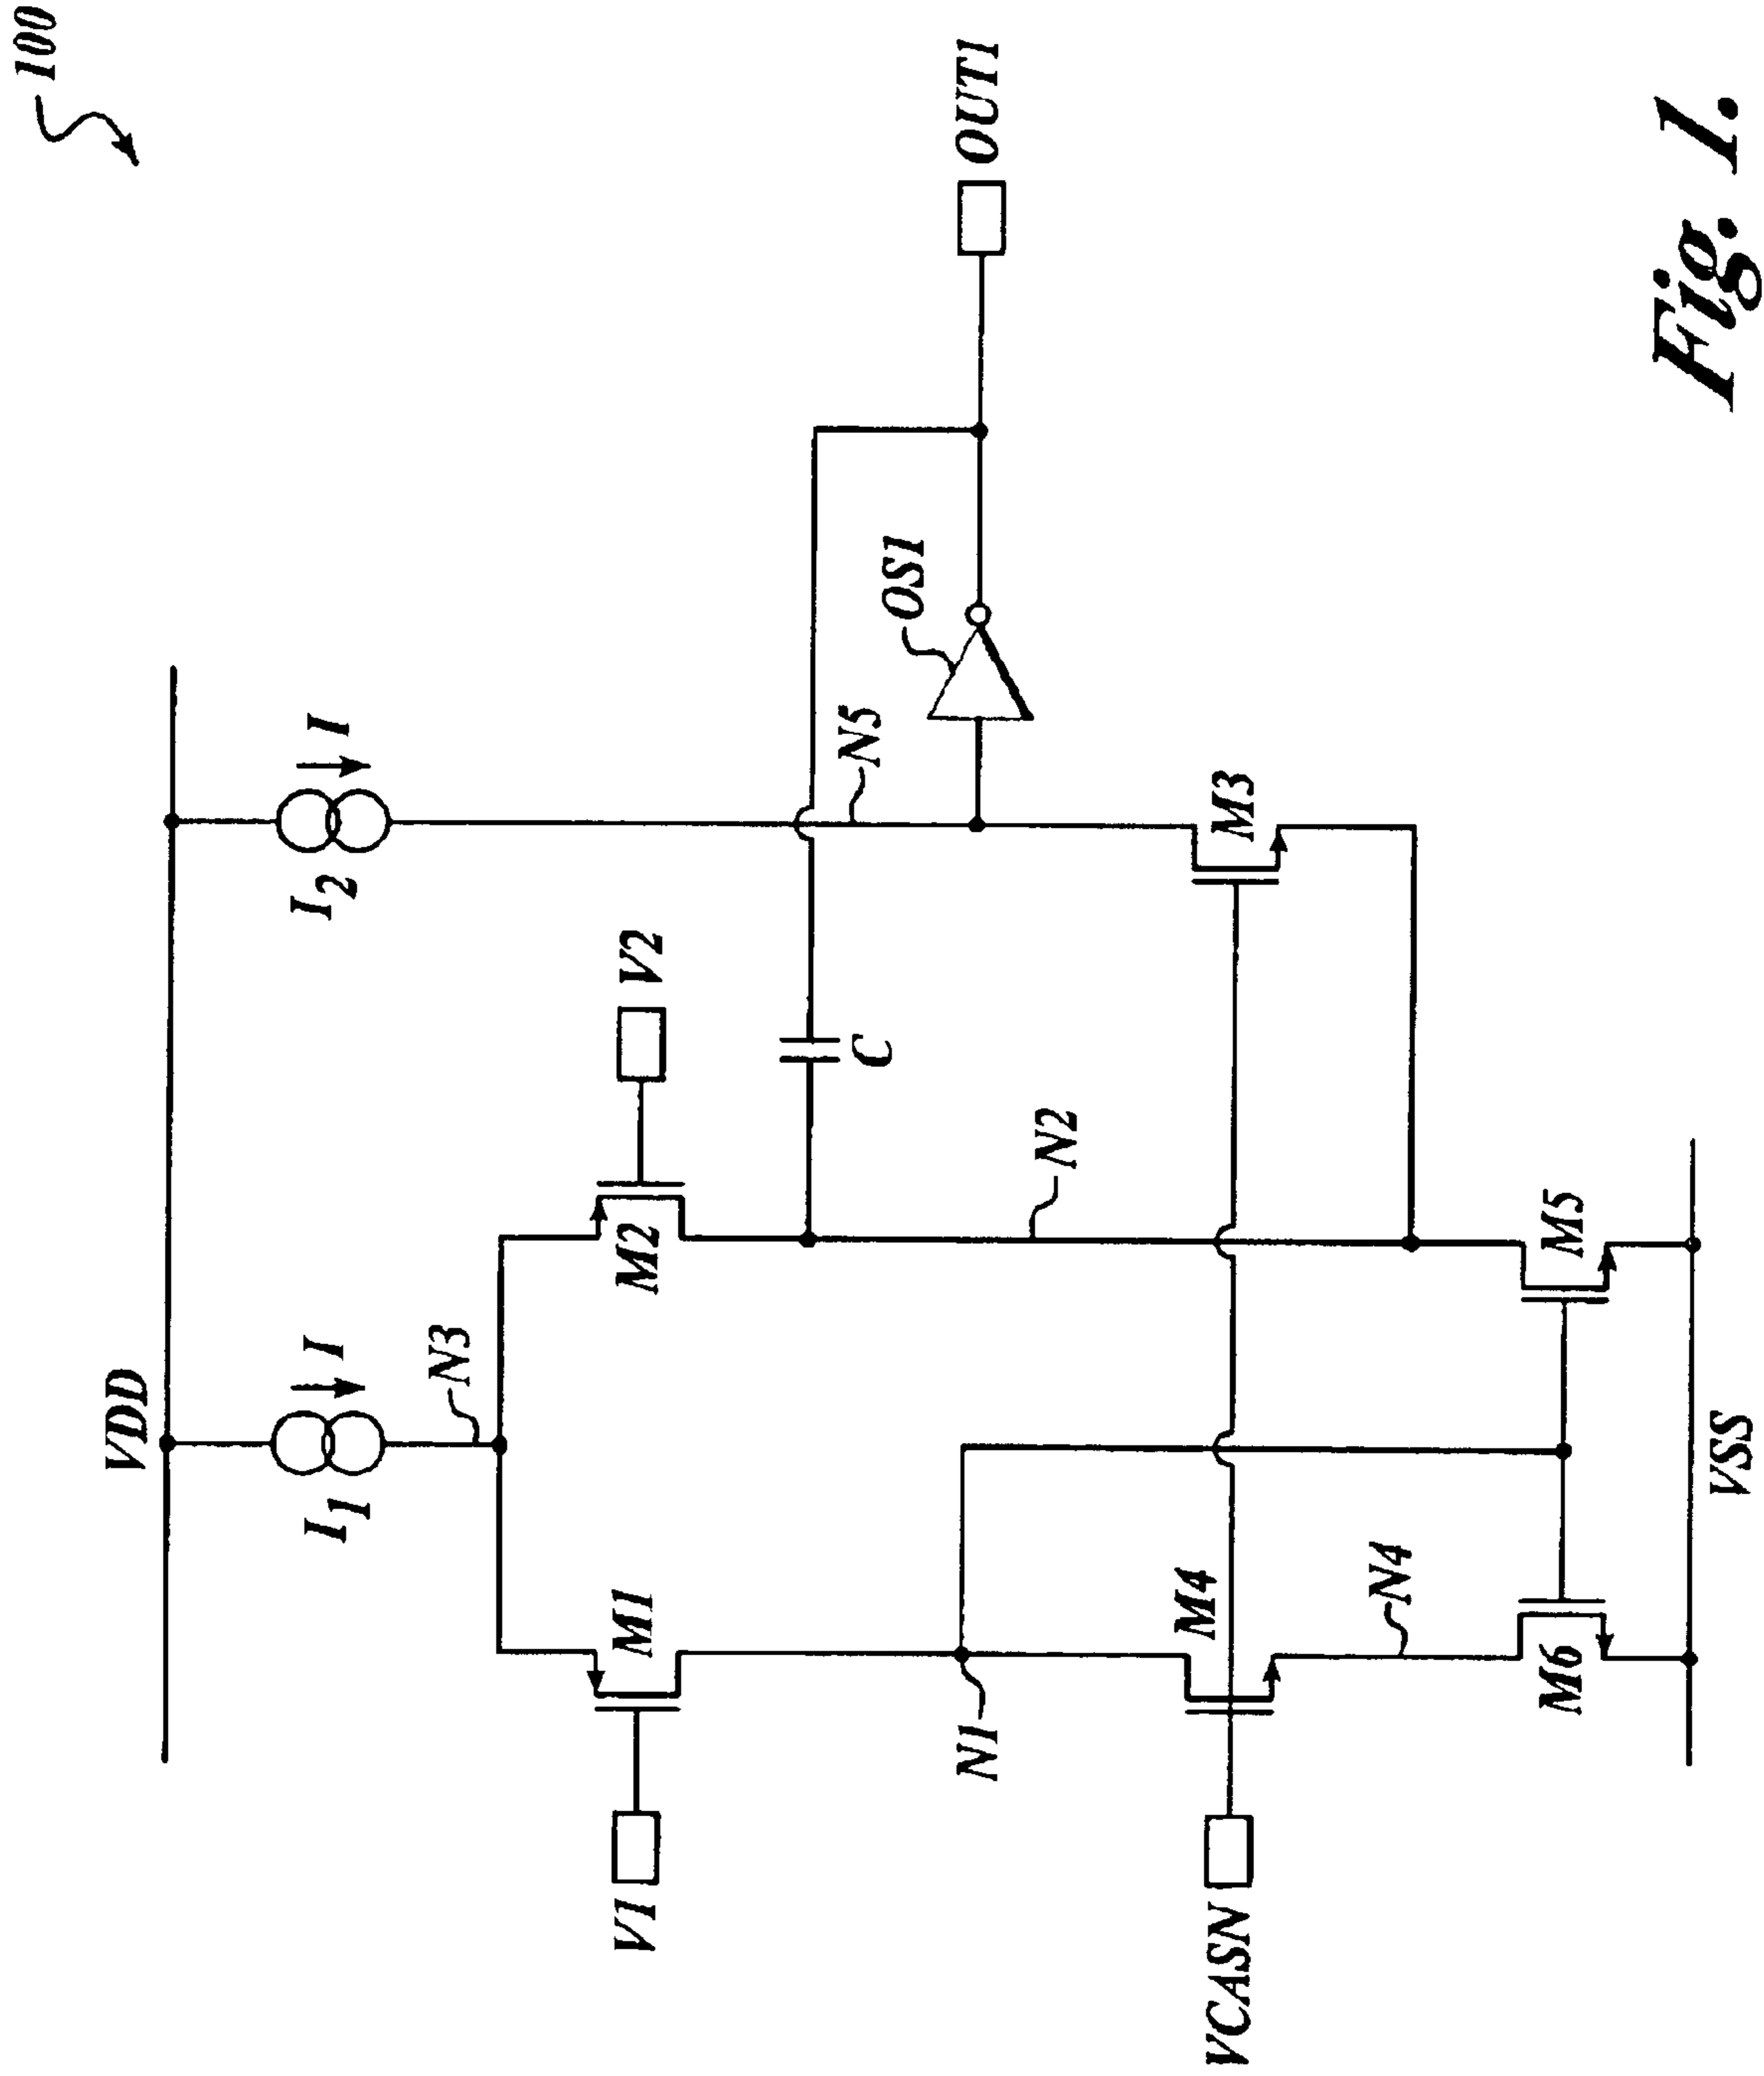 100
VDD
I₁
I
I₂
I
N3
V1
M1
M2
V2
C
N5
OS1
OUT1
N1
N2
VCASN
M4
M3
N4
M6
M5
VSS
Fig. 1.